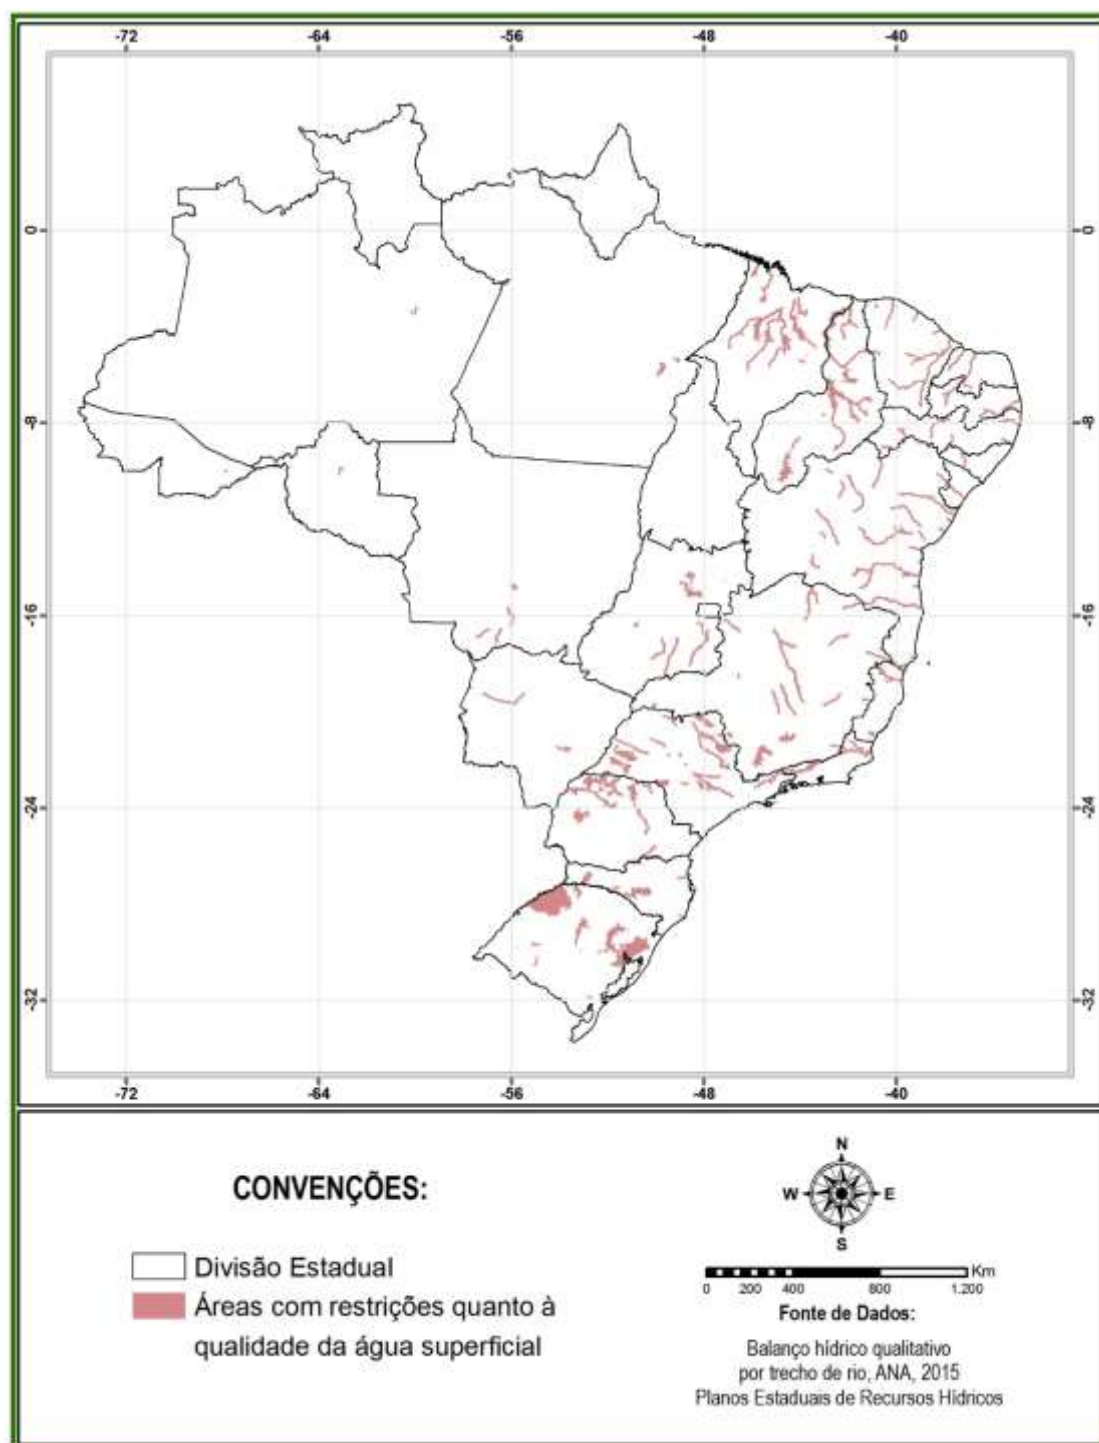 -72 -64 -56 -48 -40
0 0
-8 -8
-16 -16
-24 -24
-32 -32
-72 -64 -56 -48 -40
CONVENÇÕES:
Divisão Estadual
Áreas com restrições quanto à
qualidade da água superficial
N
W E
S
Km
0 200 400 800 1.200
Fonte de Dados:
Balanço hídrico qualitativo
por trecho de rio, ANA, 2015
Planos Estaduais de Recursos Hídricos